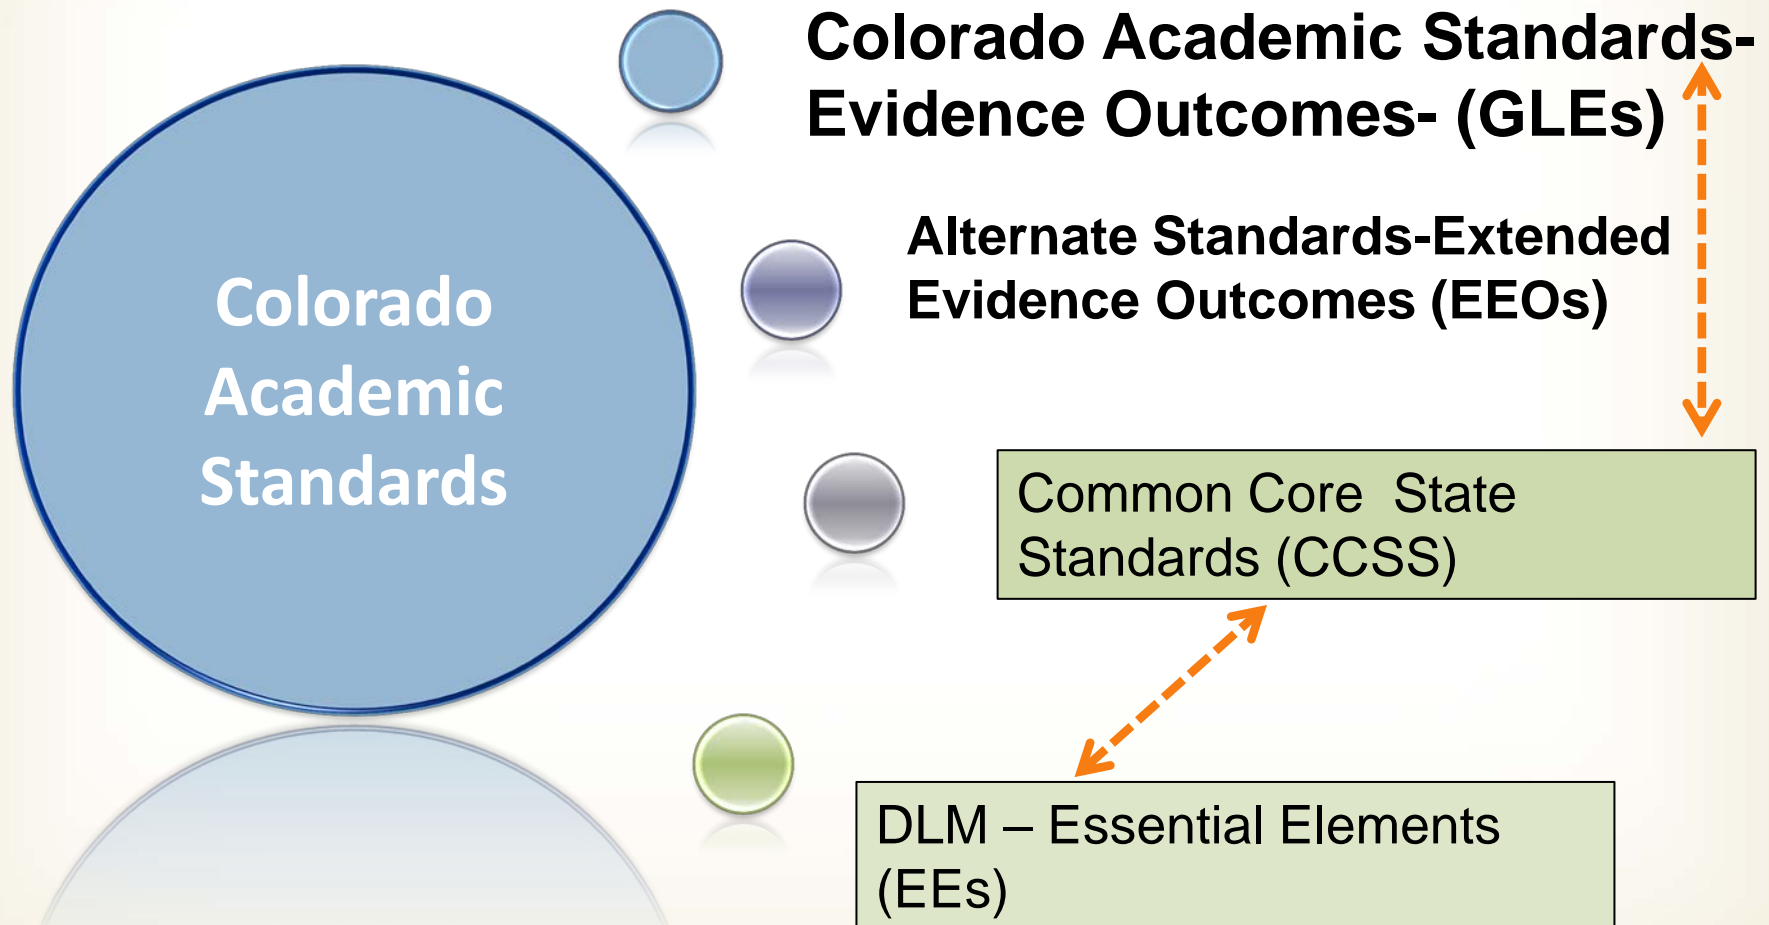 Colorado Academic Standards-
Evidence Outcomes- (GLEs)
Alternate Standards-Extended
Evidence Outcomes (EEOs)
Colorado
Academic
Standards
Common Core  State
Standards (CCSS)
DLM – Essential Elements
(EEs)